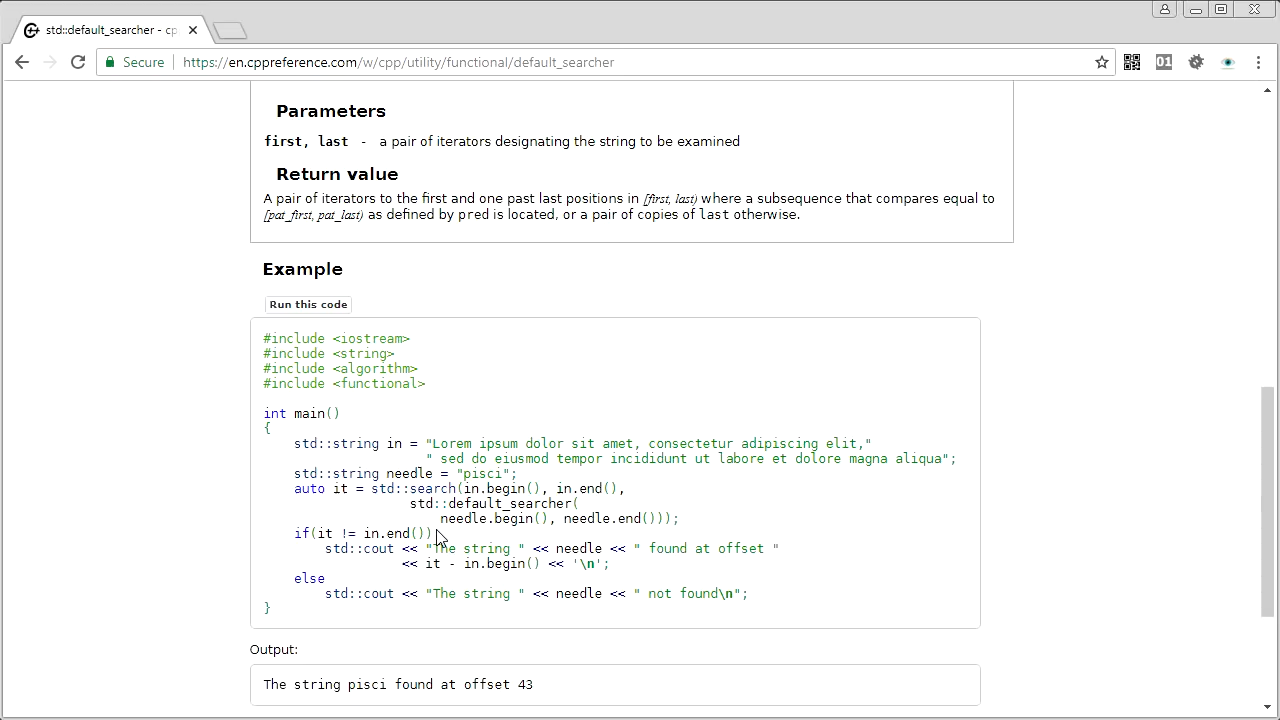 std::default_searcher - cp
Secure https://en.cppreference.com/w/cpp/utility/functional/default_searcher
01
Parameters
first, last - a pair of iterators designating the string to be examined
Return value
A pair of iterators to the first and one past last positions in [first, last) where a subsequence that compares equal to
[pat_first, pat_last) as defined by pred is located, or a pair of copies of last otherwise.
Example
Run this code
#include <iostream>
#include <string>
#include <algorithm>
#include <functional>
int main()
{
    std::string in = "Lorem ipsum dolor sit amet, consectetur adipiscing elit,"
                     " sed do eiusmod tempor incididunt ut labore et dolore magna aliqua";
    std::string needle = "pisci";
    auto it = std::search(in.begin(), in.end(),
                   std::default_searcher(
                       needle.begin(), needle.end()));
    if(it != in.end())
        std::cout << "The string " << needle << " found at offset "
                  << it - in.begin() << '\n';
    else
        std::cout << "The string " << needle << " not found\n";
}
Output:
The string pisci found at offset 43